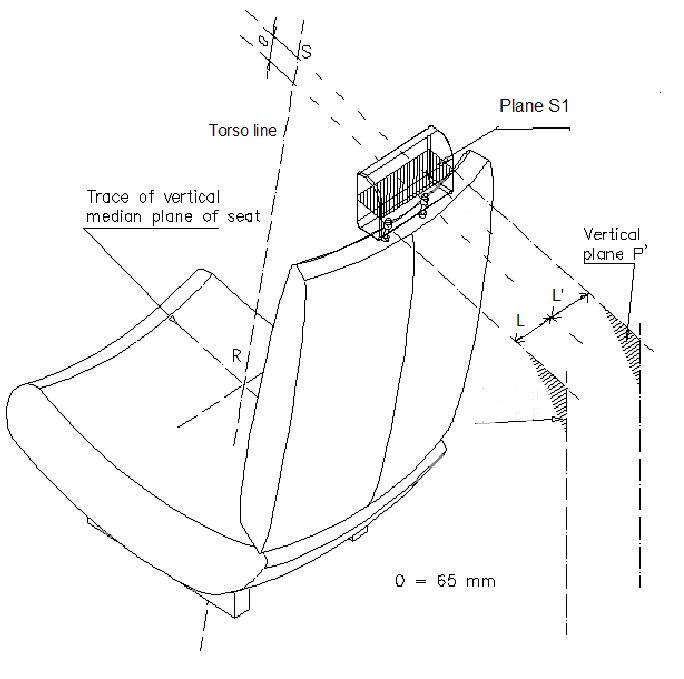 S
Plane S1
Torso line
Trace of vertical
median plane of seat
Vertical
plane P'
L'
L
R
0 = 65 mm